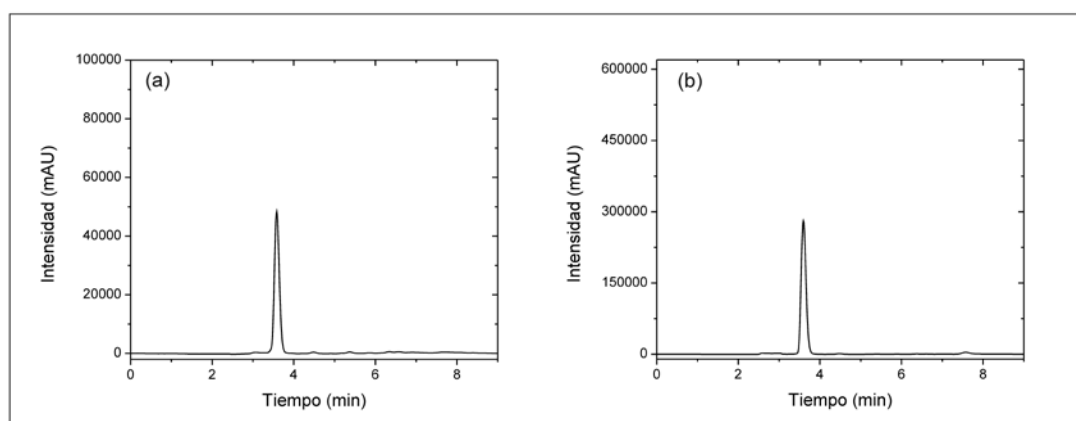 (a)
Intensidad (mAU)
100000
80000
60000
40000
20000
0
0 2 4 6 8
Tiempo (min)
(b)
Intensidad (mAU)
600000
450000
300000
150000
0
0 2 4 6 8
Tiempo (min)